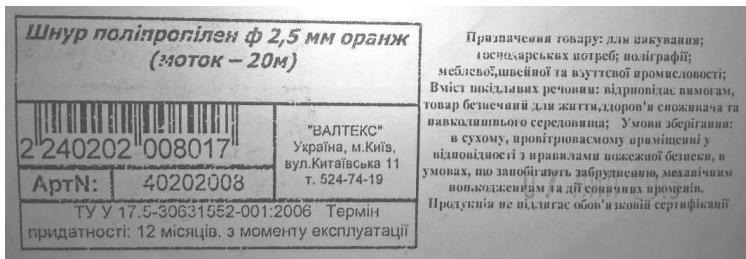 Шнур поліпропілен ф 2,5 мм оранж
(моток – 20м)
2 240202 008017
"ВАЛТЕКС"
Україна, м.Київ,
вул.Китаївська 11
т. 524-74-19
АртN: 40202008
ТУ У 17.5-30631552-001:2006 Термін
придатності: 12 місяців. з моменту експлуатації
Призначення товару: для пакування;
господарських потреб; поліграфії;
меблевої,швейної та взуттєвої промисловості;
Вміст шкідливих речовин: відповідає вимогам,
товар безпечний для життя,здоров'я споживача та
навколишнього середовища; Умови зберігання:
в сухому, провітрюваному приміщенні у
відповідності з правилами пожежної безпеки, в
умовах, що запобігають забрудненню, механічним
пошкодженням та дії сонячних променів.
Продукція не підлягає обов'язковій сертифікації